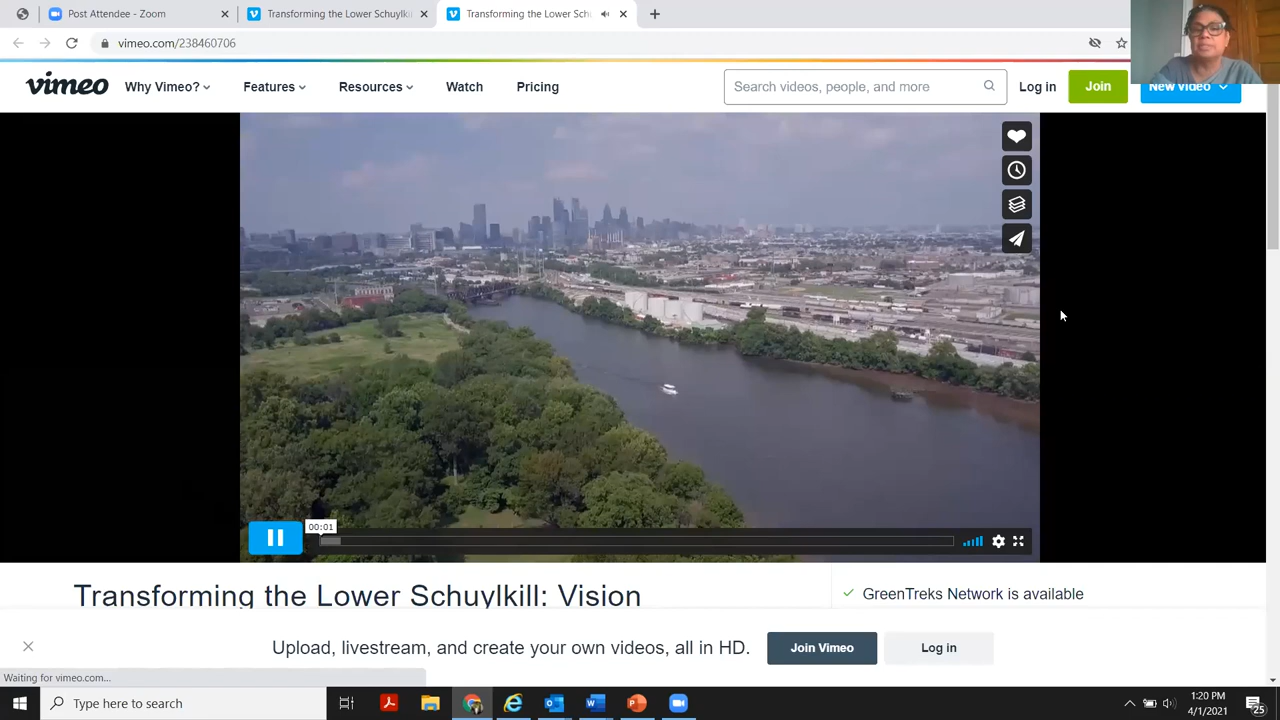 Post Attendee - Zoom
Transforming the Lower Schuylkil
Transforming the Lower Schu
vimeo.com/238460706
vimeo
Why Vimeo?
Features
Resources
Watch
Pricing
Search videos, people, and more
Log in
Join
New video
00:01
Transforming the Lower Schuylkill: Vision
GreenTreks Network is available
Upload, livestream, and create your own videos, all in HD.
Join Vimeo
Log in
Waiting for vimeo.com...
Type here to search
1:20 PM
4/1/2021
25